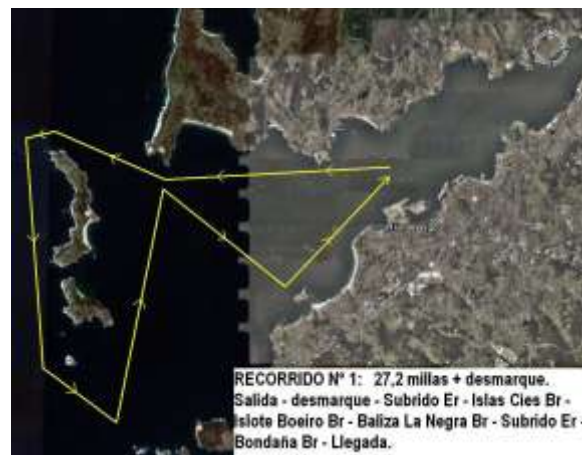 RECORRIDO Nº 1: 27,2 millas + desmarque.
Salida - desmarque - Subrido Er - Islas Cies Br -
Islote Boeiro Br - Baliza La Negra Br - Subrido Er -
Bondaña Br - Llegada.